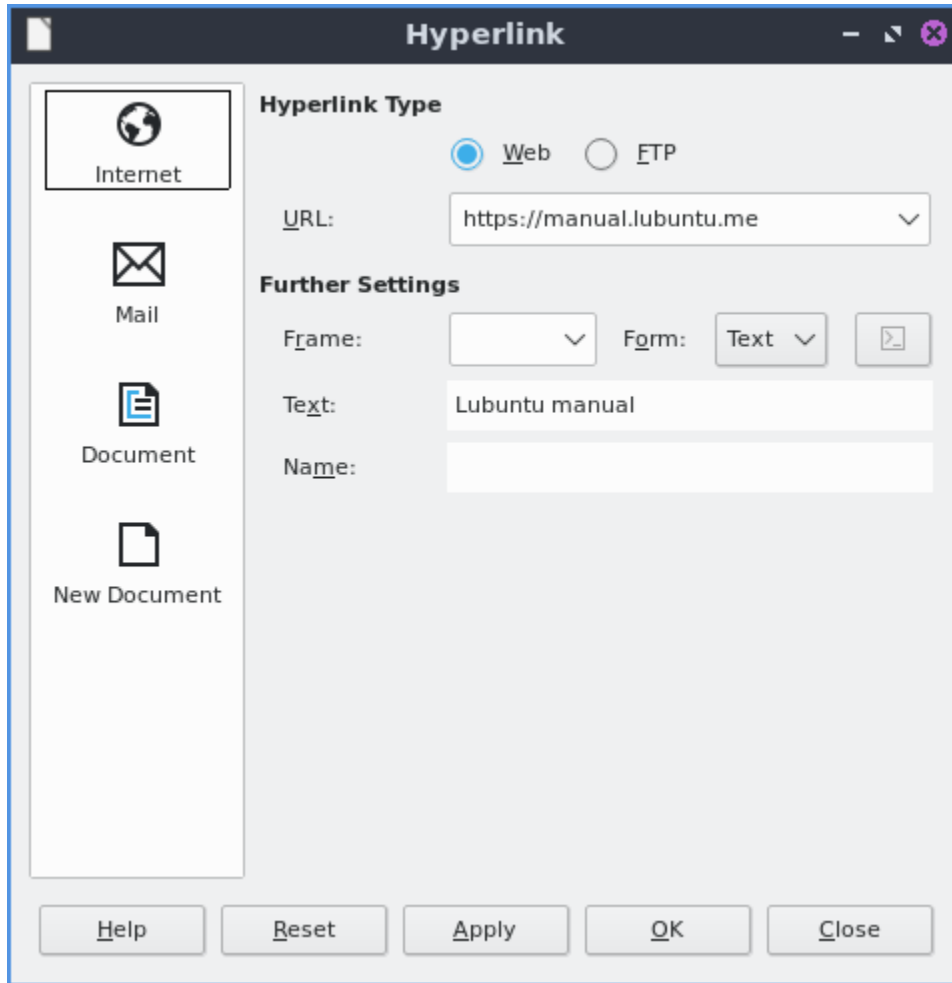 Hyperlink
Internet
Mail
Document
New Document
Hyperlink Type
Web FTP
URL: https://manual.lubuntu.me
Further Settings
Frame: Form: Text
Text: Lubuntu manual
Name:
Help Reset Apply OK Close